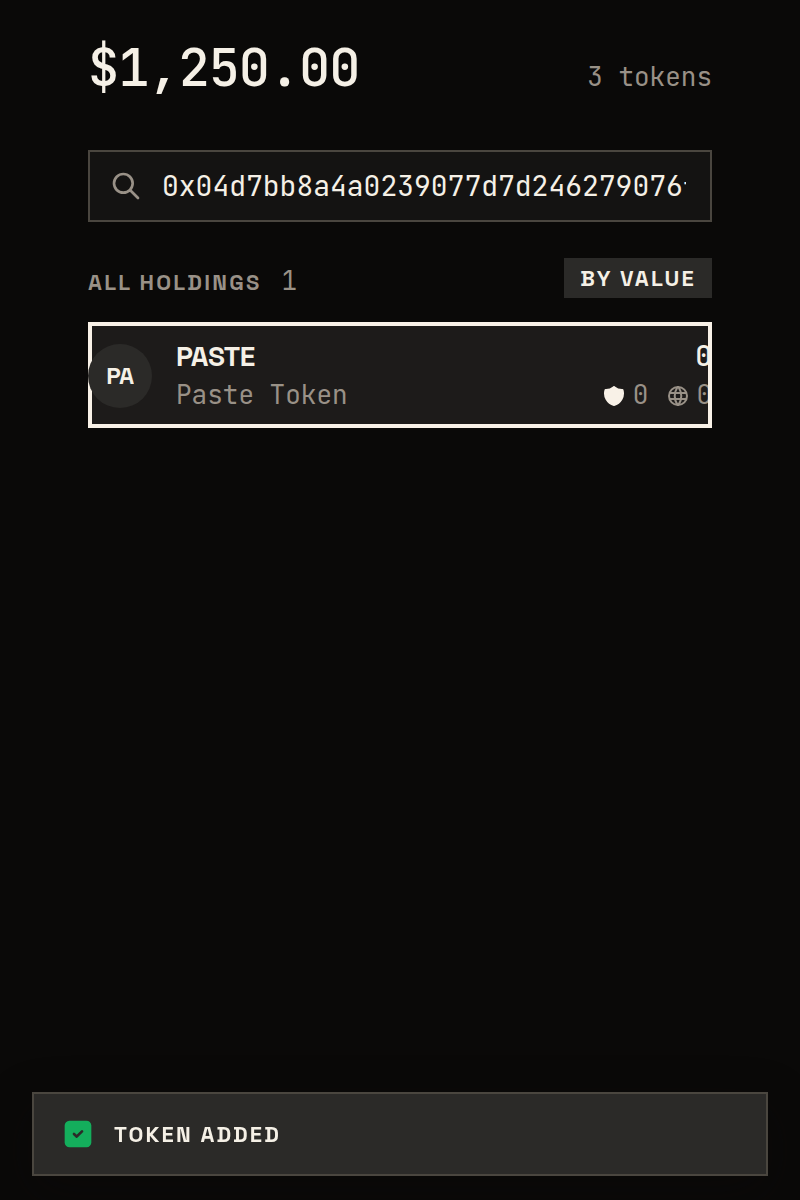 $1,250.00
3 tokens
0x04d7bb8a4a0239077d7d246279076
ALL HOLDINGS 1
BY VALUE
PA
PASTE
0
Paste Token
0 0
TOKEN ADDED